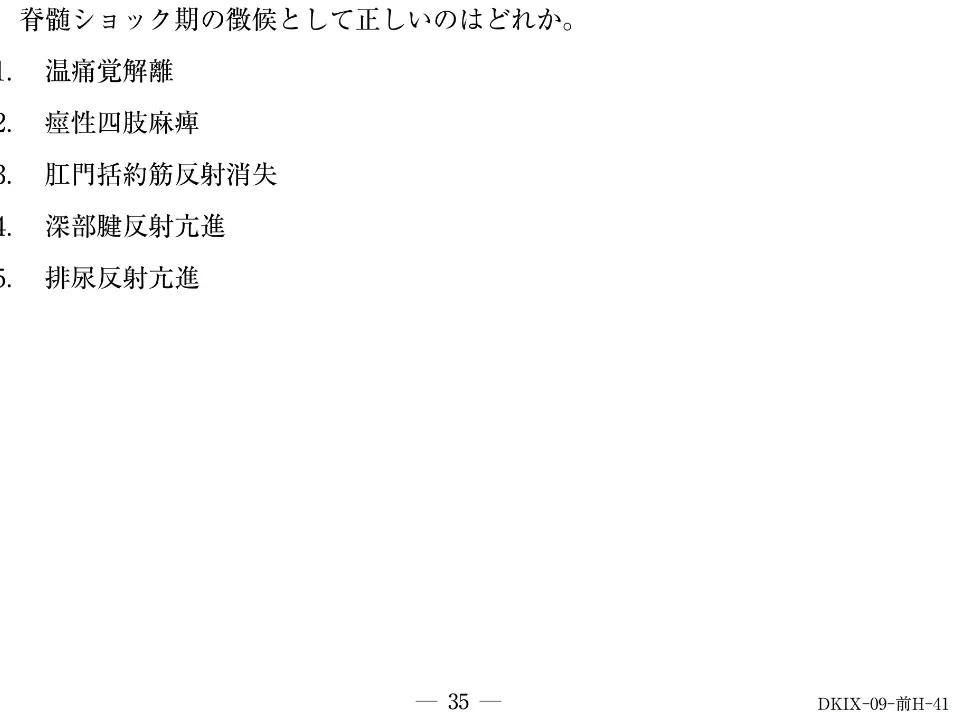 脊髄ショック期の徴候として正しいのはどれか。
1. 温痛覚解離
2. 痙性四肢麻痺
3. 肛門括約筋反射消失
4. 深部腱反射亢進
5. 排尿反射亢進
― 35 ―
DKIX-09-前H-41